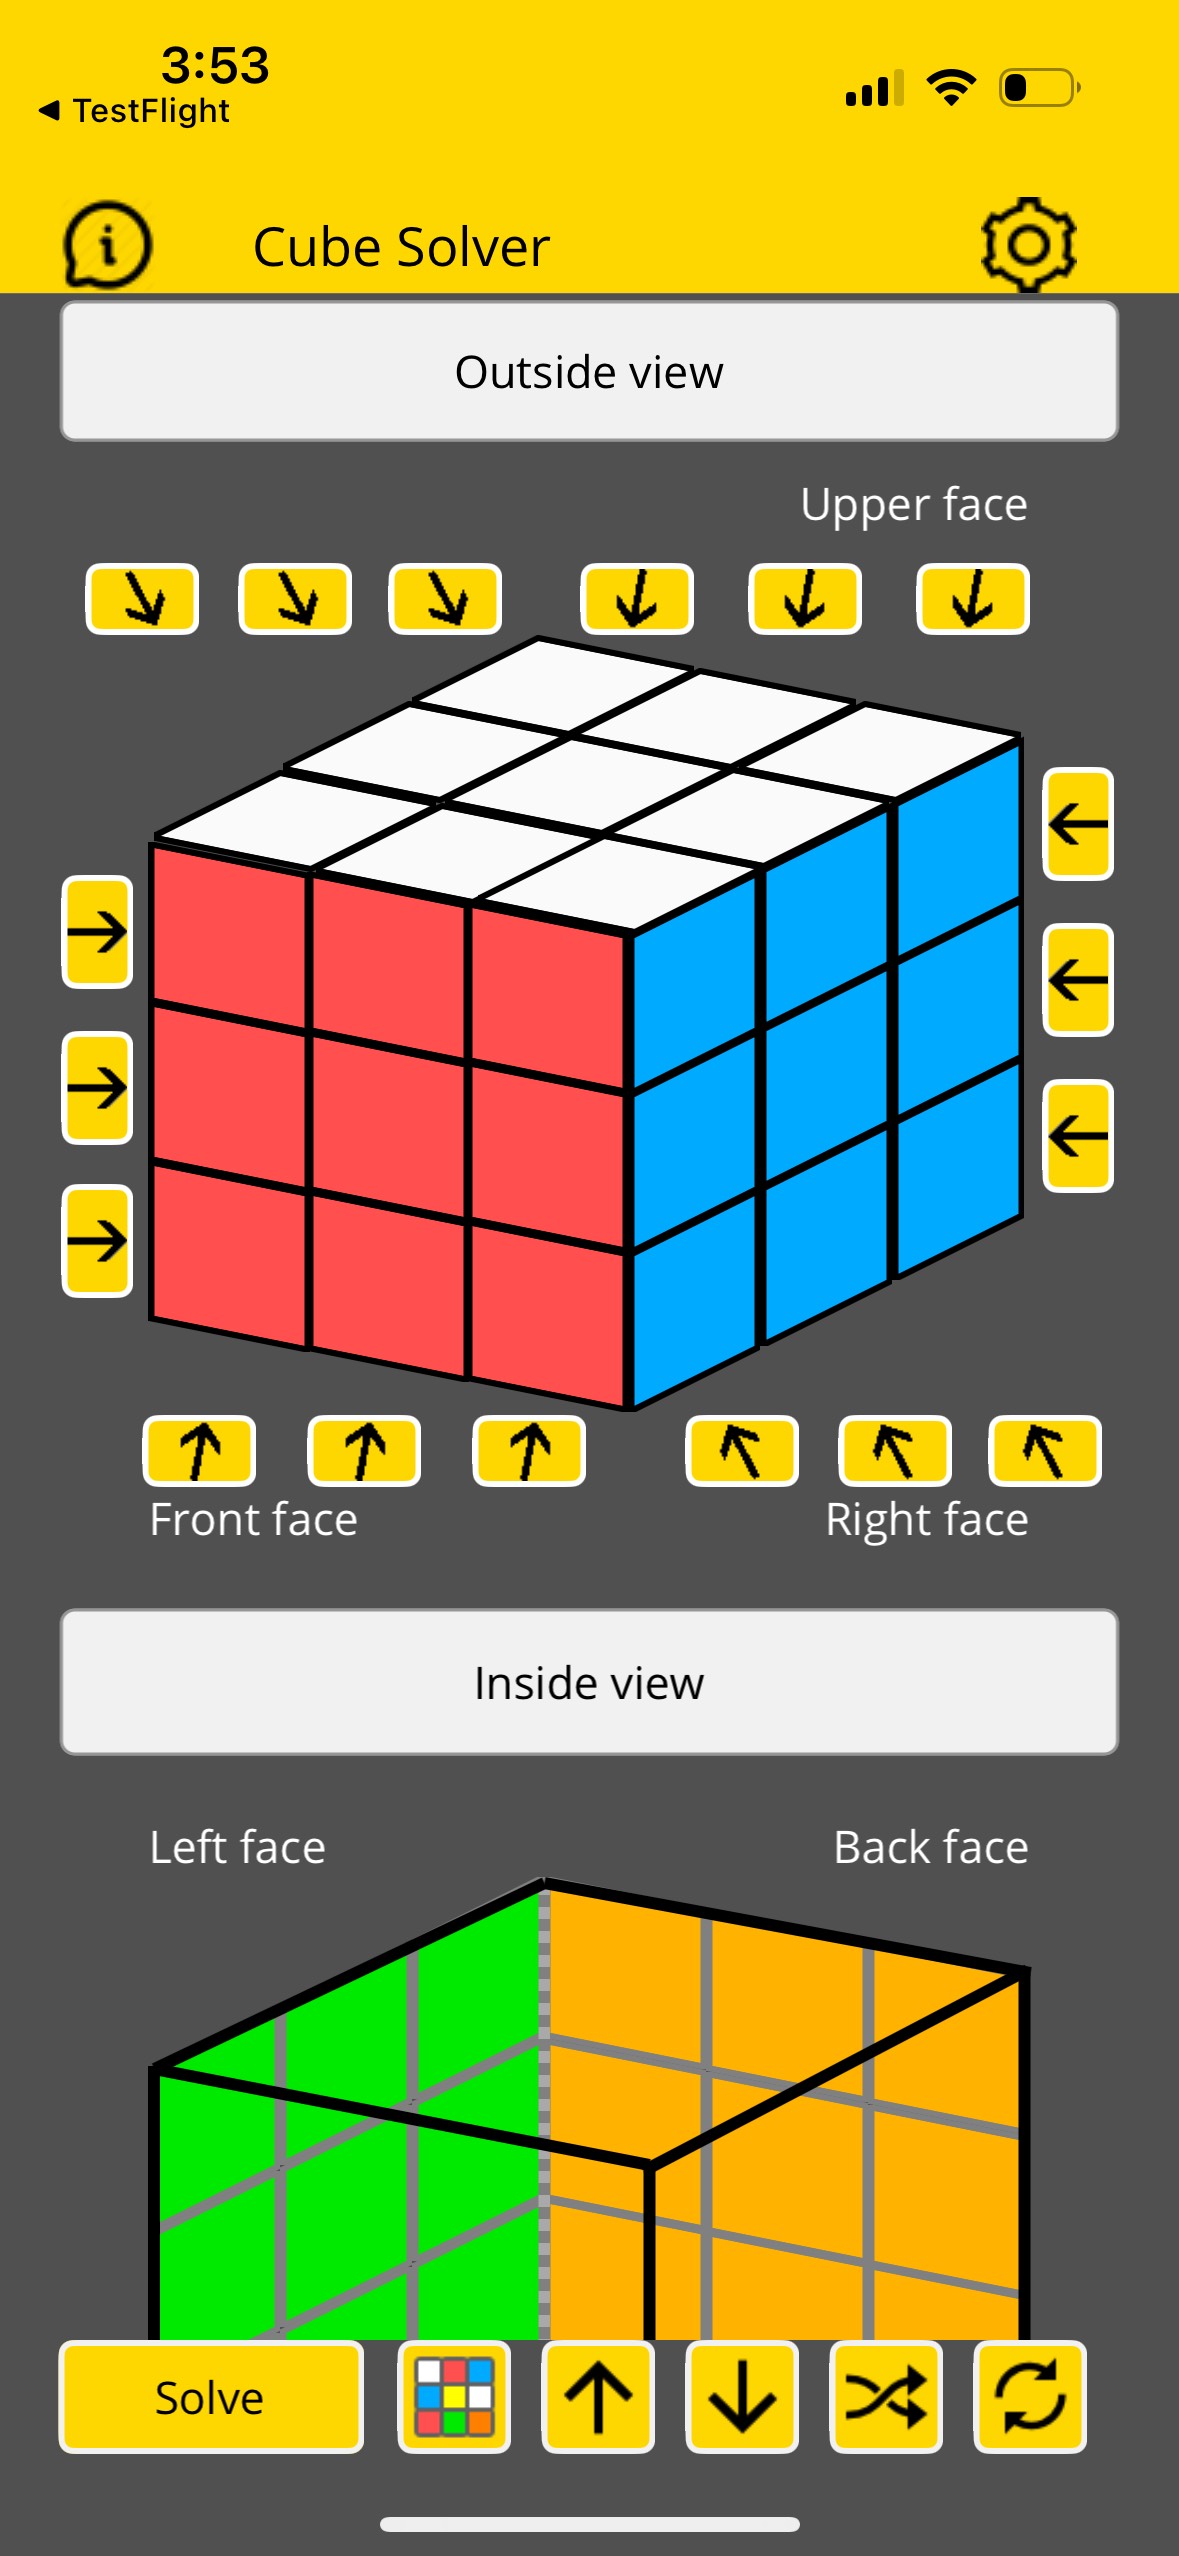 3:53
TestFlight
Cube Solver
Outside view
Upper face
Front face
Right face
Inside view
Left face
Back face
Solve